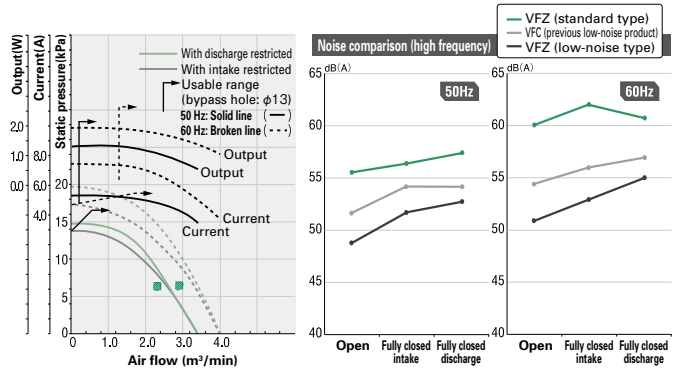 Output(W)
Current(A)
Static pressure(kPa)
20
15
10
5
0
2.0
1.0
0.0
8.0
6.0
4.0
With discharge restricted
With intake restricted
Usable range
(bypass hole: φ13)
50 Hz: Solid line (—)
60 Hz: Broken line (---)
Output
Output
Current
Current
0 1.0 2.0 3.0 4.0
Air flow (m³/min)
VFZ (standard type)
VFC (previous low-noise product)
VFZ (low-noise type)
Noise comparison (high frequency)
dB(A)
50Hz
65
60
55
50
45
40
Open
Fully closed
intake
Fully closed
discharge
dB(A)
60Hz
65
60
55
50
45
40
Open
Fully closed
intake
Fully closed
discharge